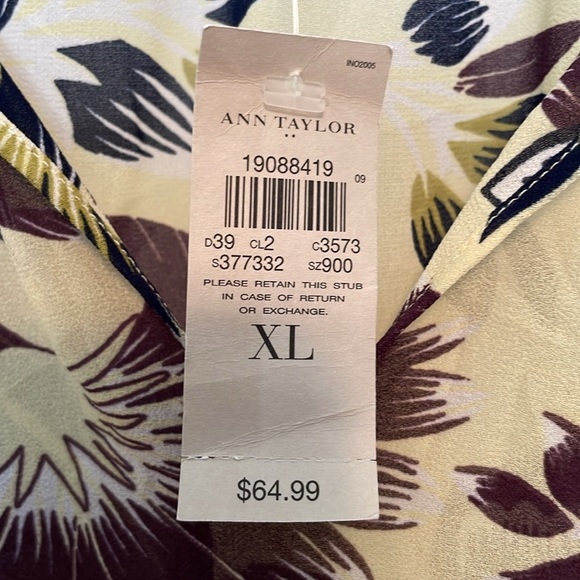 INO2005
ANN TAYLOR
19088419 09
D39 CL2 C3573
S377332 SZ900
PLEASE RETAIN THIS STUB
IN CASE OF RETURN
OR EXCHANGE.
XL
$64.99